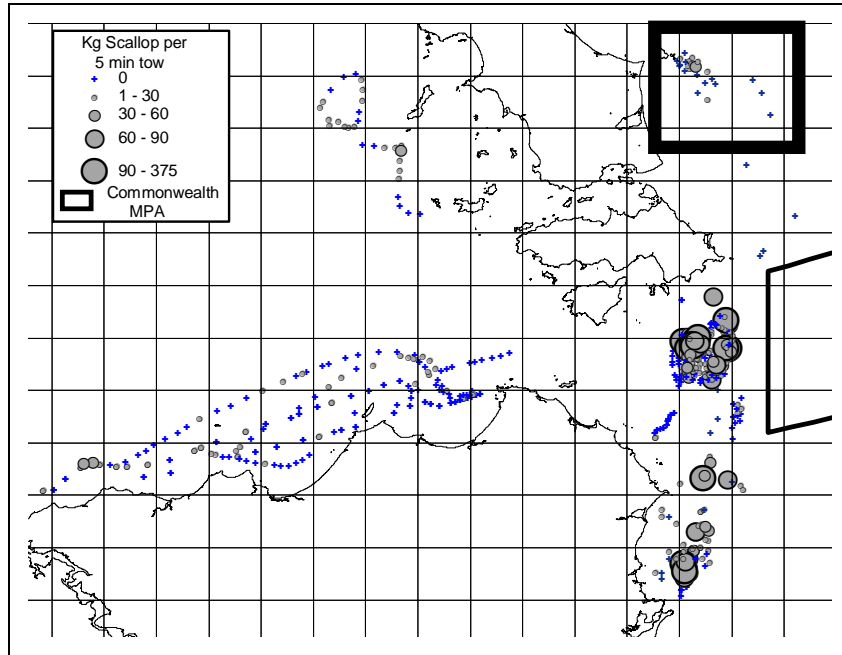 Kg Scallop per
5 min tow
0
1 - 30
30 - 60
60 - 90
90 - 375
Commonwealth
MPA